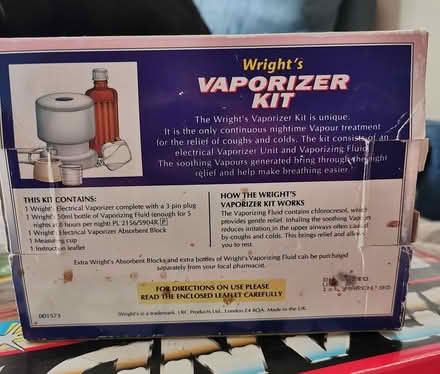 Wright's
VAPORIZER
KIT
The Wright's Vaporizer Kit is unique.
It is the only continuous nightime Vapour treatment
for the relief of coughs and colds. The kit consists of an
electrical Vaporizer Unit and Vaporizing Fluid.
The soothing Vapours generated bring through the night
relief and help make breathing easier.
THIS KIT CONTAINS:
1 Wright's Electrical Vaporizer complete with a 3 pin plug
1 Wright's 50ml bottle of Vaporizing Fluid (enough for 5
nights at 8 hours per night) PL 2156/5904R P
1 Wright's Electrical Vaporizer Absorbent Block
1 Measuring cup
1 Instruction leaflet
HOW THE WRIGHT'S
VAPORIZER KIT WORKS
The Vaporizing Fluid contains chlorocresol, which
provides gentle relief. Inhaling the soothing Vapours
reduces irritation in the upper airways often caused
by coughs and colds. This brings relief and
you to rest.
Extra Wright's Absorbent Blocks and extra bottles of Wright's Vaporizing Fluid can be purchased
separately from your local pharmacist.
FOR DIRECTIONS ON USE PLEASE
READ THE ENCLOSED LEAFLET CAREFULLY
001573
Wright's is a trademark. LRC Products Ltd., London E4 8QA. Made in the UK.